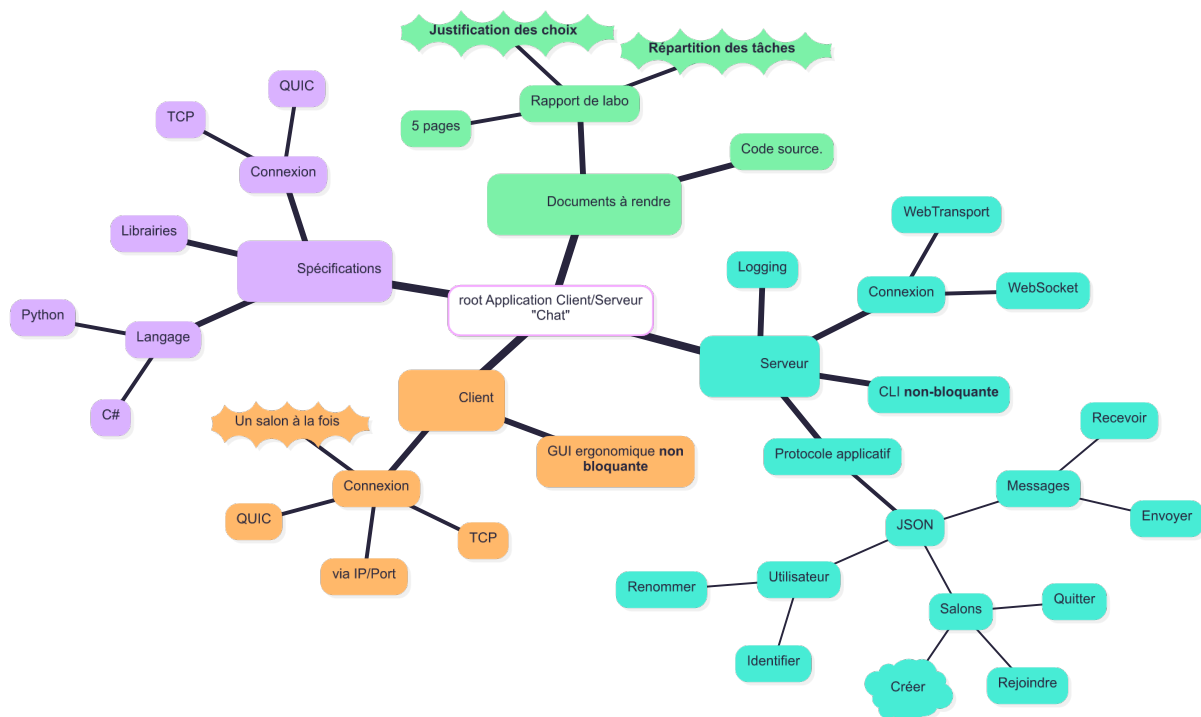 Justification des choix
Répartition des tâches
QUIC
Rapport de labo
TCP
5 pages
Code source.
Connexion
Documents à rendre
WebTransport
Librairies
Spécifications
Logging
Connexion
WebSocket
root Application Client/Serveur
"Chat"
Python
Langage
Serveur
C#
Client
CLI non-bloquante
Un salon à la fois
Recevoir
GUI ergonomique non
bloquante
Protocole applicatif
Connexion
Messages
QUIC
TCP
JSON
Envoyer
via IP/Port
Utilisateur
Renommer
Salons
Quitter
Identifier
Créer
Rejoindre